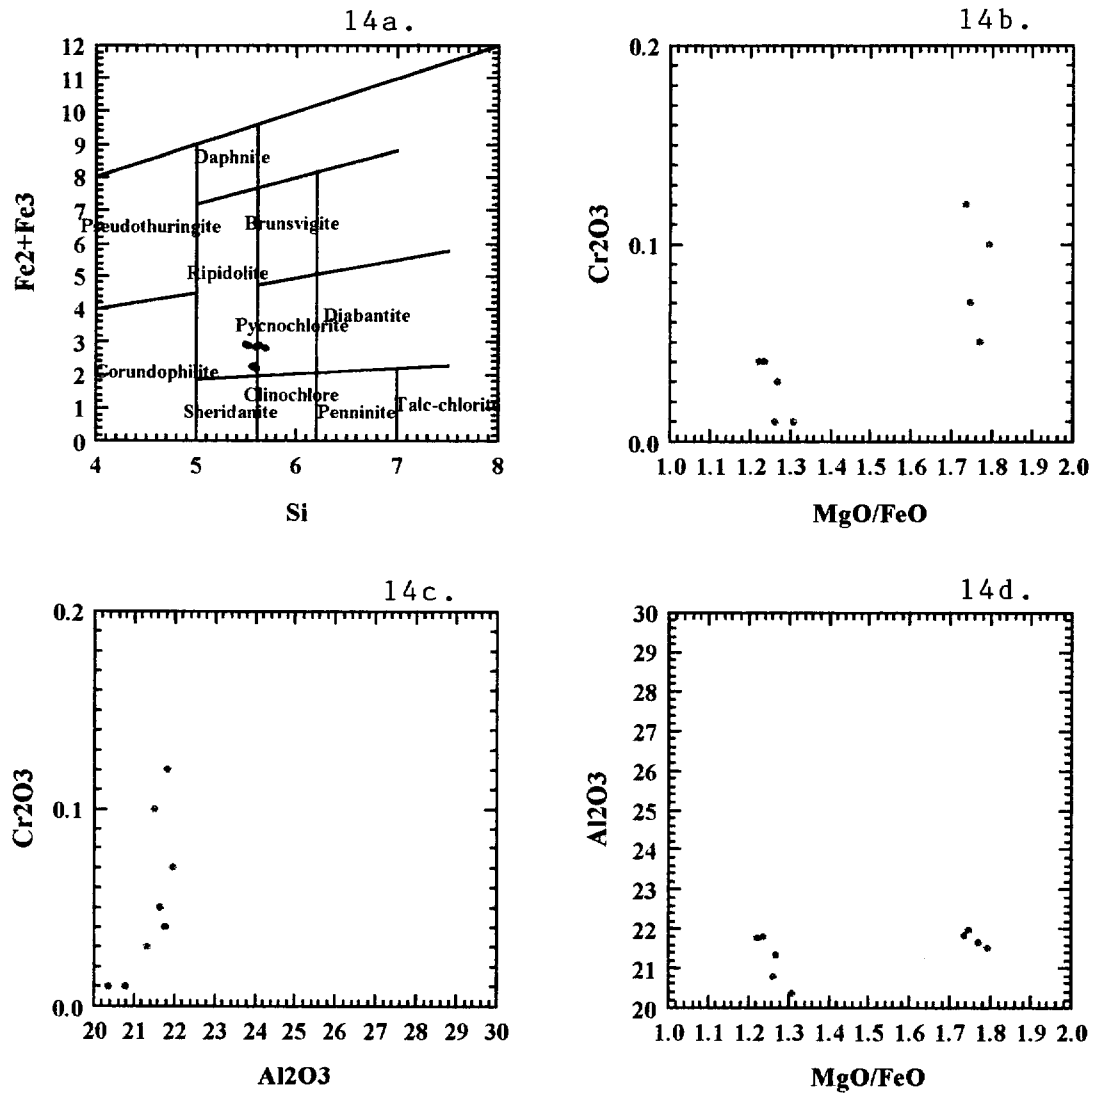 14a.
12
11
10
9
8
7
6
5
4
3
2
1
0
Fe2+Fe3
Daphnite
Pseudothuringite
Brunsvigite
Ripidolite
Diabantite
Pycnochlorite
Corundophilite
Clinochlore
Sheridanite
Penninite
Talc-chlorite
4 5 6 7 8
Si
14b.
0.2
0.1
0.0
Cr2O3
1.0 1.1 1.2 1.3 1.4 1.5 1.6 1.7 1.8 1.9 2.0
MgO/FeO
14c.
0.2
0.1
0.0
Cr2O3
20 21 22 23 24 25 26 27 28 29 30
Al2O3
14d.
30
29
28
27
26
25
24
23
22
21
20
Al2O3
1.0 1.1 1.2 1.3 1.4 1.5 1.6 1.7 1.8 1.9 2.0
MgO/FeO